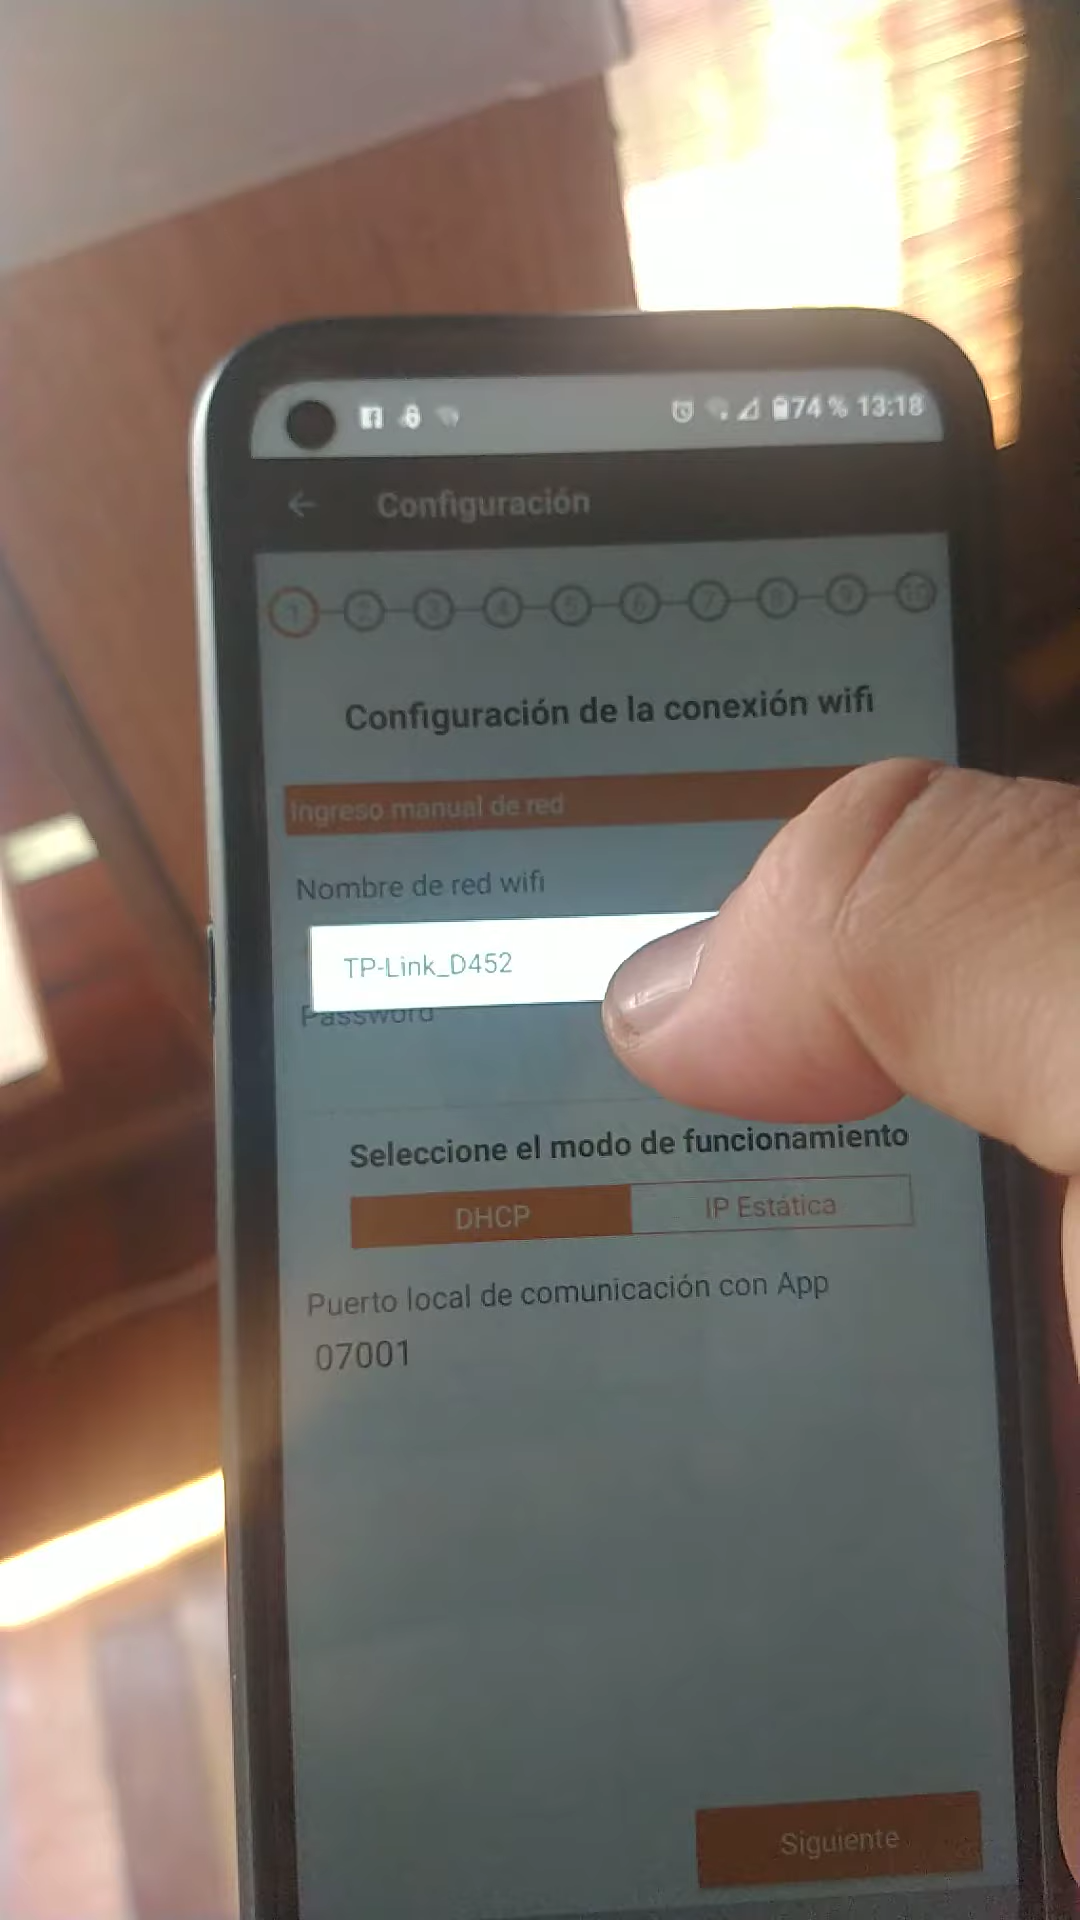 74 % 13:18
← Configuración
1 2 3 4 5 6 7 8 9 10
Configuración de la conexión wifi
Ingreso manual de red
Nombre de red wifi
TP-Link_D452
Password
Seleccione el modo de funcionamiento
DHCP IP Estática
Puerto local de comunicación con App
07001
Siguiente